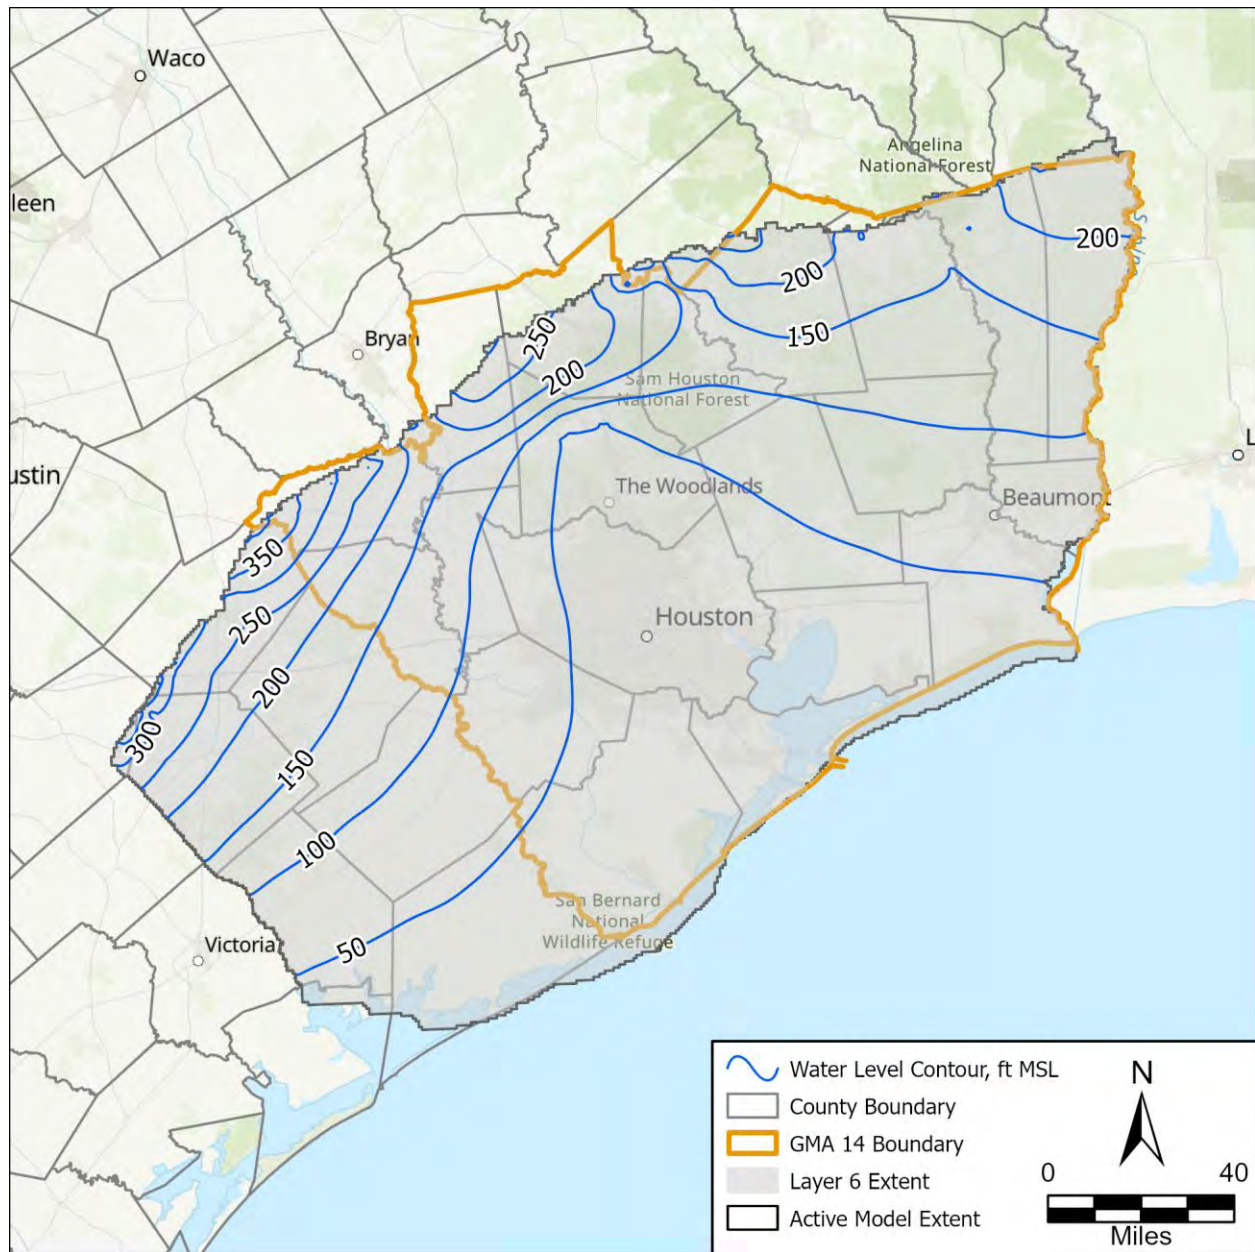 Waco
Angelina
National Forest
leen
Sabine
200
200
250
150
Bryan
200
Sam Houston
National Forest
L
ustin
The Woodlands
Beaumont
350
250
Houston
200
300
150
100
San Bernard
National
Wildlife Refuge
50
Victoria
Water Level Contour, ft MSL
County Boundary
GMA 14 Boundary
Layer 6 Extent
Active Model Extent
N
0 40
Miles